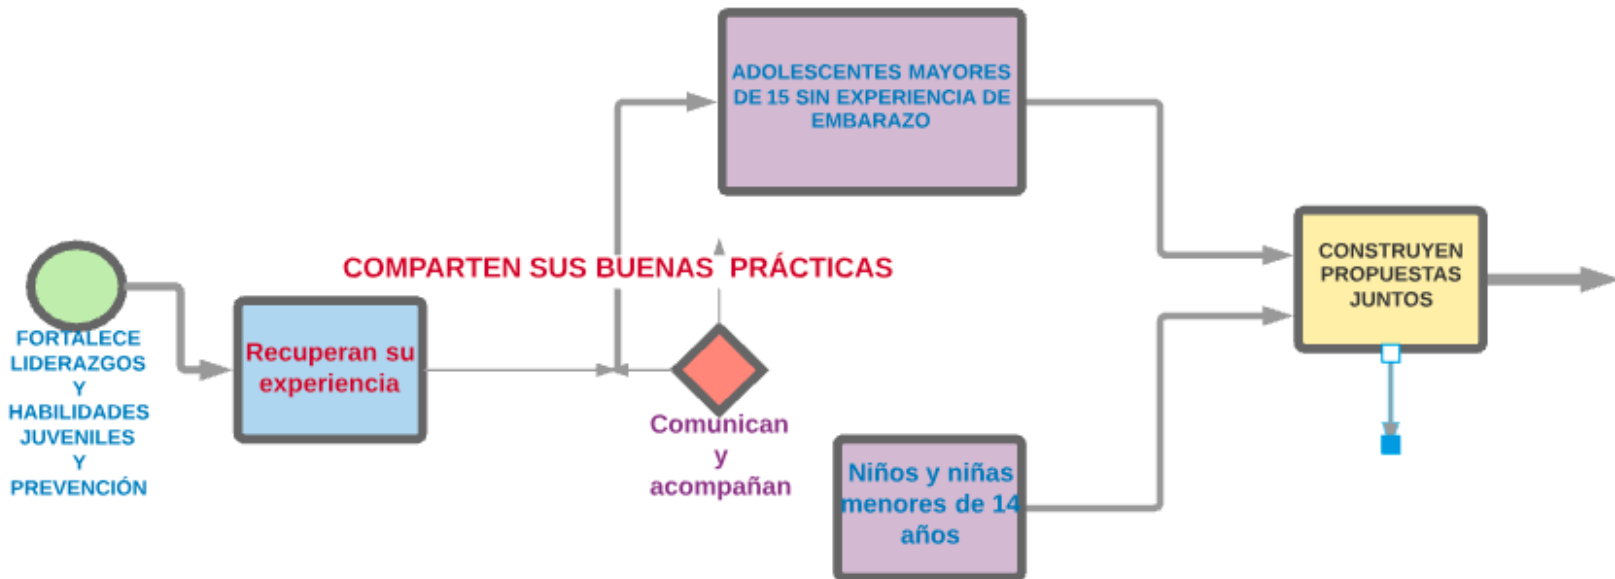 ADOLESCENTES MAYORES
DE 15 SIN EXPERIENCIA DE
EMBARAZO
COMPARTEN SUS BUENAS PRÁCTICAS
CONSTRUYEN
PROPUESTAS
JUNTOS
FORTALECE
LIDERAZGOS
Y
HABILIDADES
JUVENILES
Y
PREVENCIÓN
Recuperan su
experiencia
Comunican
y
acompañan
Niños y niñas
menores de 14
años